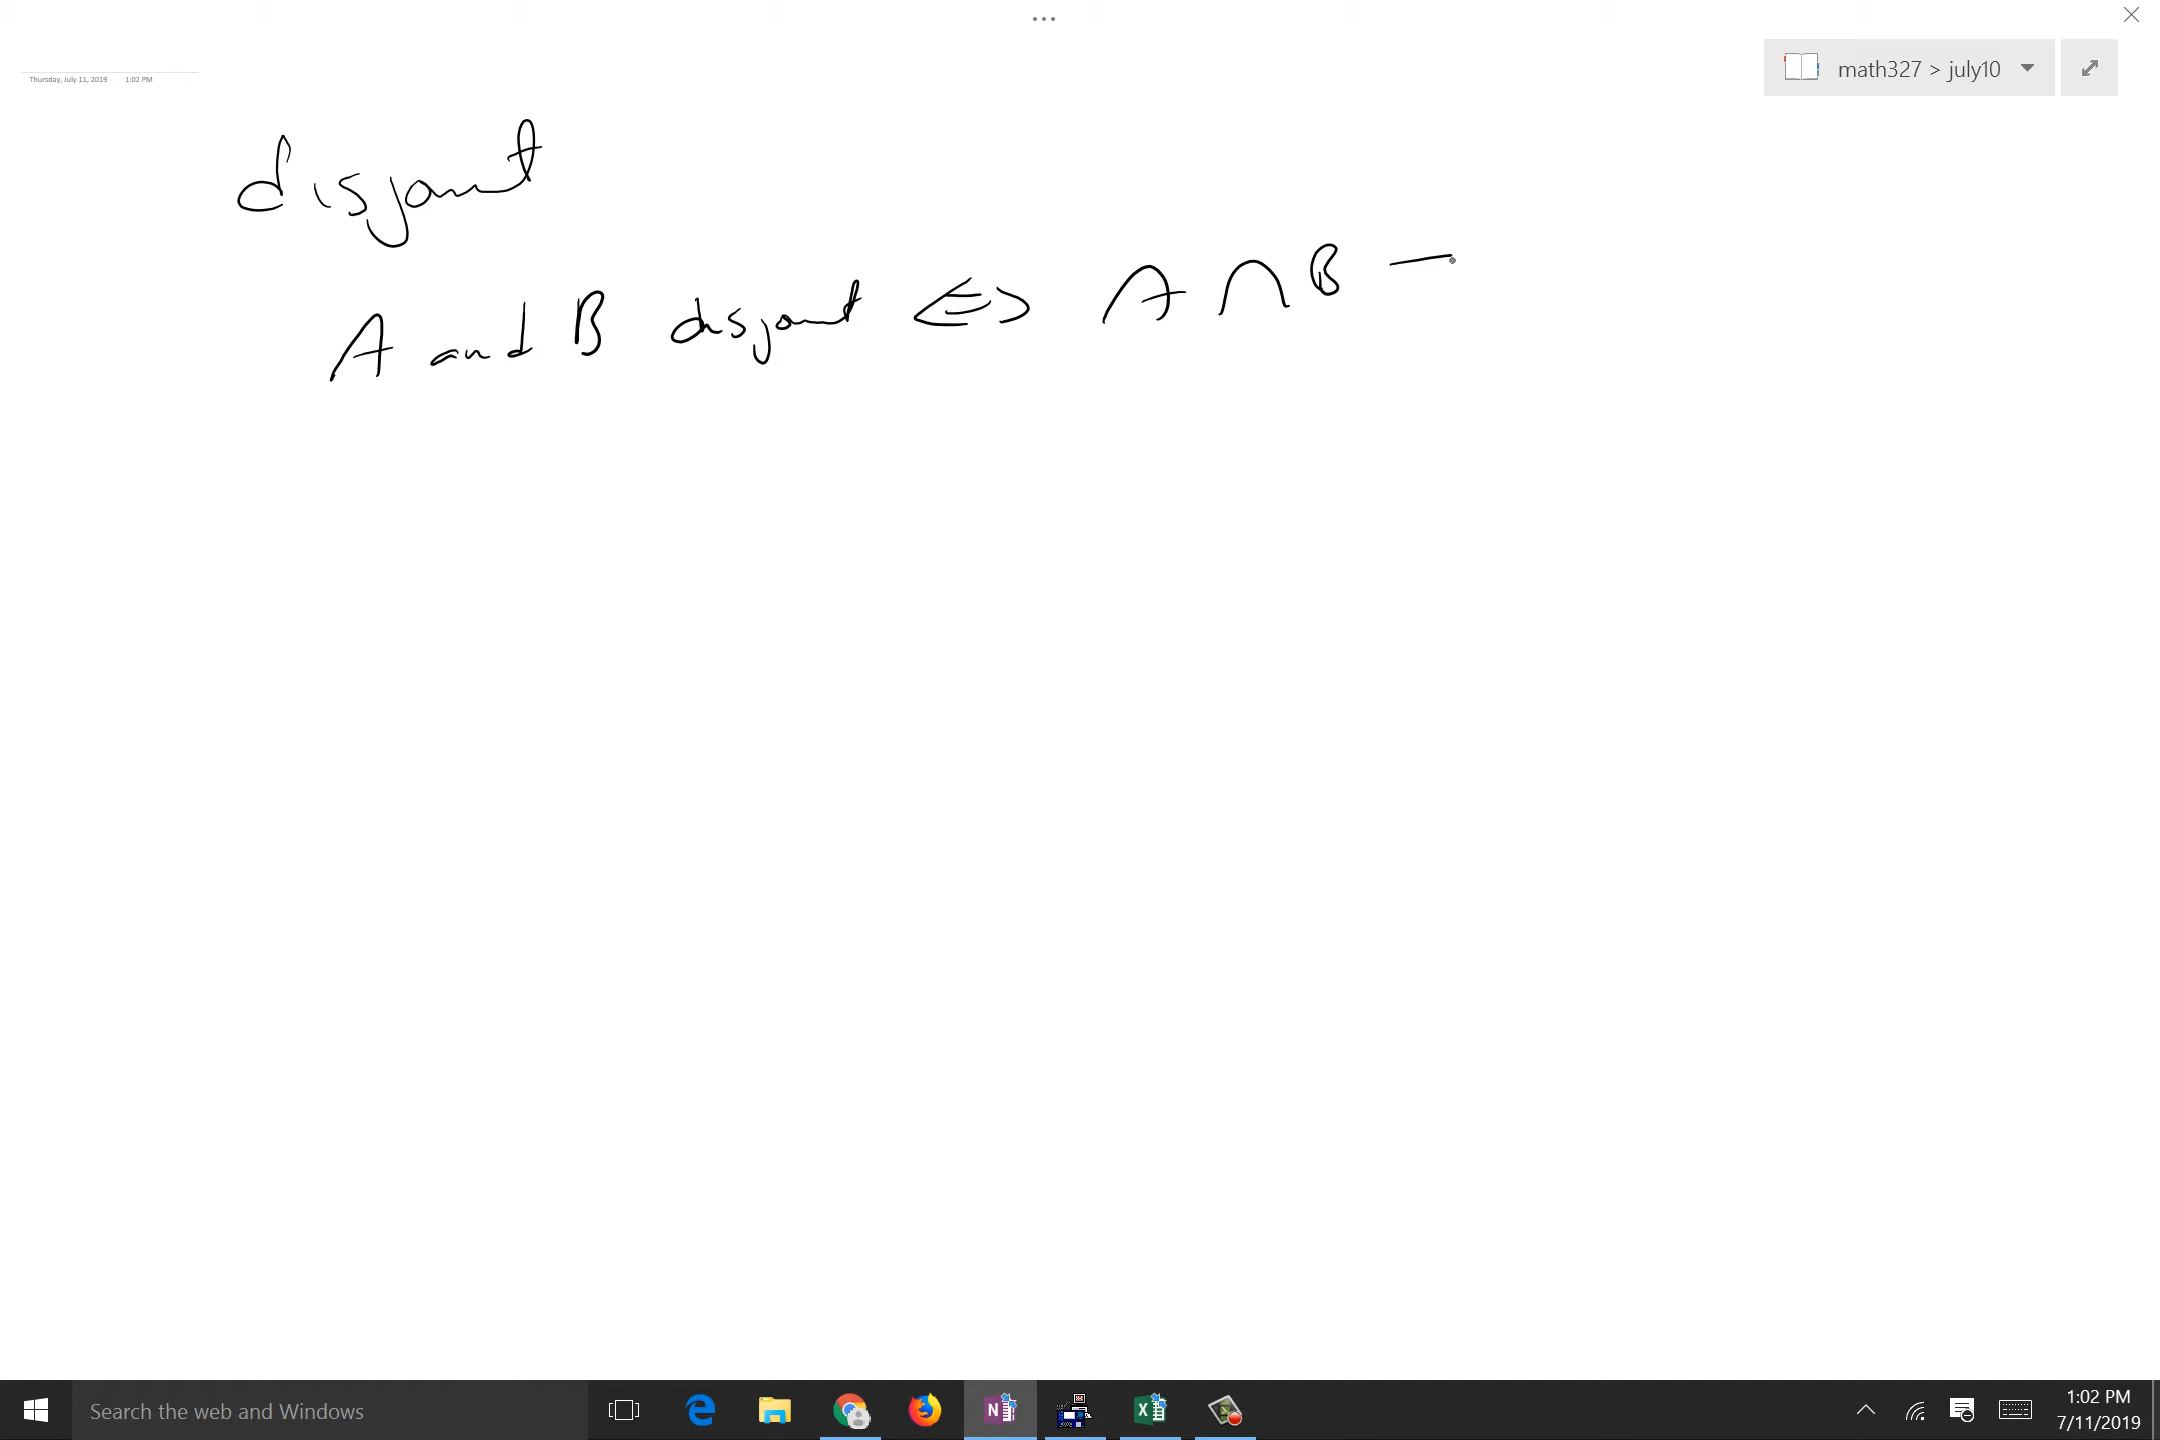 Thursday, July 11, 2019 1:02 PM
math327 > july10
disjoint
A and B disjoint <=> A ∩ B —
Search the web and Windows
1:02 PM
7/11/2019